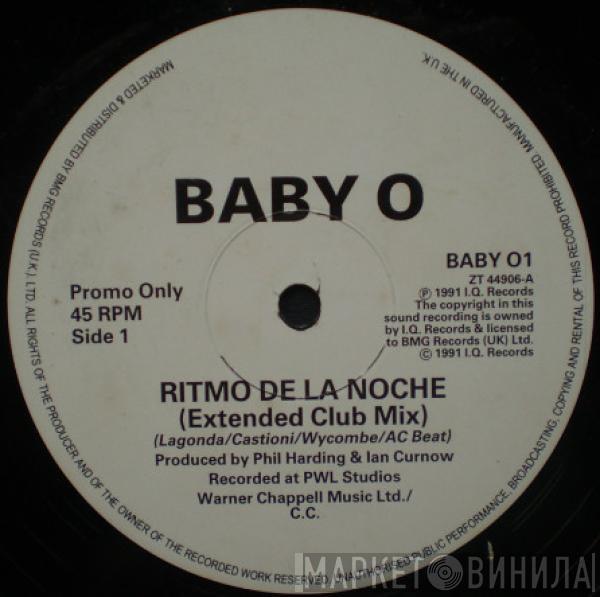 MARKETED & DISTRIBUTED BY BMG RECORDS (U.K.) LTD. ALL RIGHTS OF THE PRODUCER AND OF THE OWNER OF THE RECORDED WORK RESERVED. UNAUTHORISED PUBLIC PERFORMANCE, BROADCASTING, COPYING AND RENTAL OF THIS RECORD PROHIBITED. MANUFACTURED IN THE U.K.
BABY O
BABY O1
ZT 44906-A
Ⓟ 1991 I.Q. Records
The copyright in this
sound recording is owned
by I.Q. Records & licensed
to BMG Records (UK) Ltd.
© 1991 I.Q. Records
Promo Only
45 RPM
Side 1
RITMO DE LA NOCHE
(Extended Club Mix)
(Lagonda/Castioni/Wycombe/AC Beat)
Produced by Phil Harding & Ian Curnow
Recorded at PWL Studios
Warner Chappell Music Ltd./
C.C.
МАРКЕТ ВИНИЛА